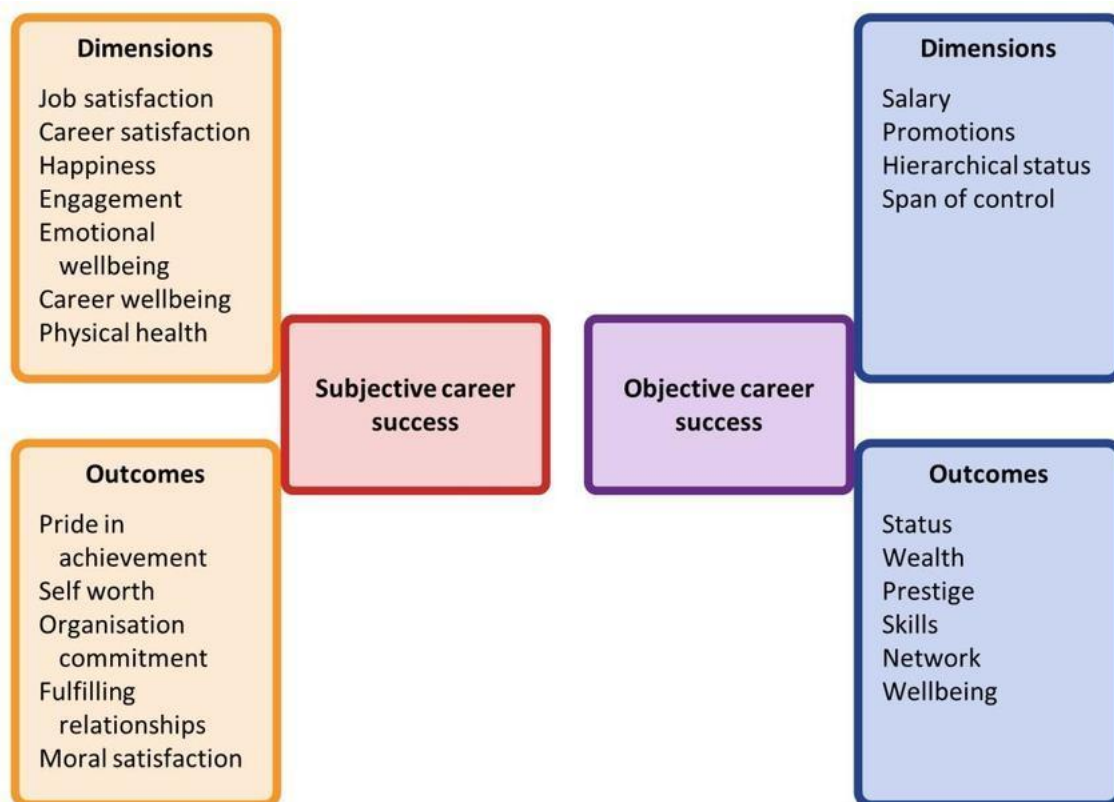 Dimensions
Job satisfaction
Career satisfaction
Happiness
Engagement
Emotional
wellbeing
Career wellbeing
Physical health
Subjective career
success
Outcomes
Pride in
achievement
Self worth
Organisation
commitment
Fulfilling
relationships
Moral satisfaction
Dimensions
Salary
Promotions
Hierarchical status
Span of control
Objective career
success
Outcomes
Status
Wealth
Prestige
Skills
Network
Wellbeing